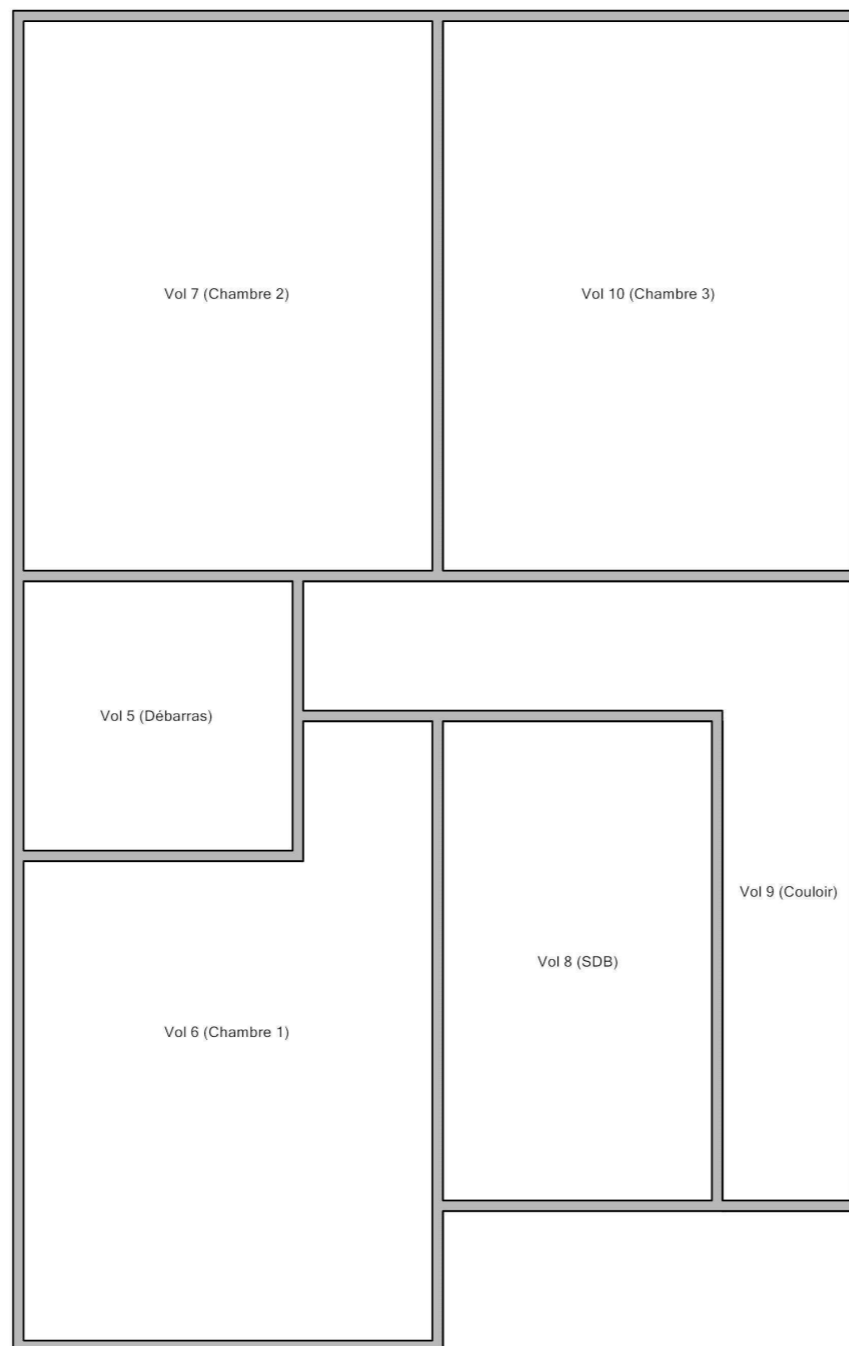 Vol 7 (Chambre 2)
Vol 10 (Chambre 3)
Vol 5 (Débarras)
Vol 9 (Couloir)
Vol 8 (SDB)
Vol 6 (Chambre 1)